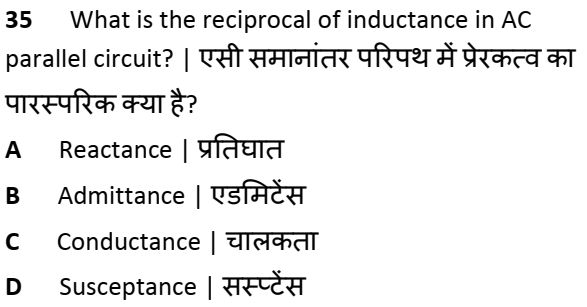 35 What is the reciprocal of inductance in AC
parallel circuit? | एसी समानांतर परिपथ में प्रेरकत्व का
पारस्परिक क्या है?
A Reactance | प्रतिघात
B Admittance | एडमिटेंस
C Conductance | चालकता
D Susceptance | सस्प्टेंस